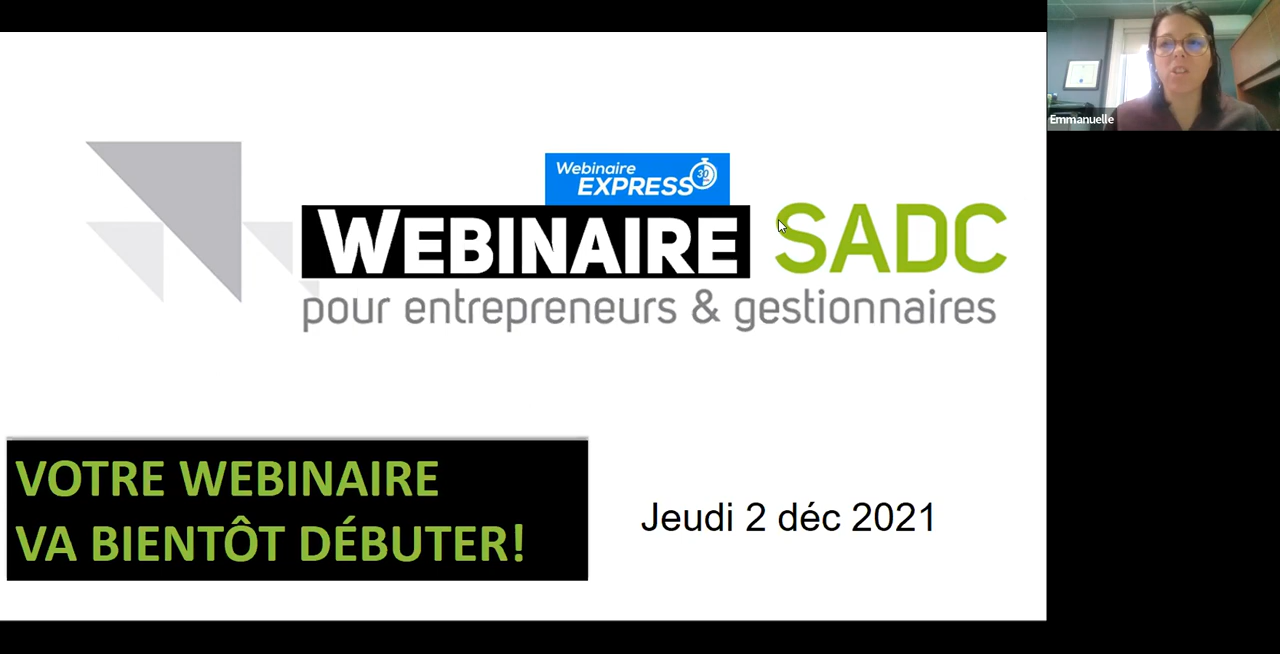 Emmanuelle
Webinaire
EXPRESS 30
WEBINAIRE SADC
pour entrepreneurs & gestionnaires
VOTRE WEBINAIRE
VA BIENTÔT DÉBUTER!
Jeudi 2 déc 2021